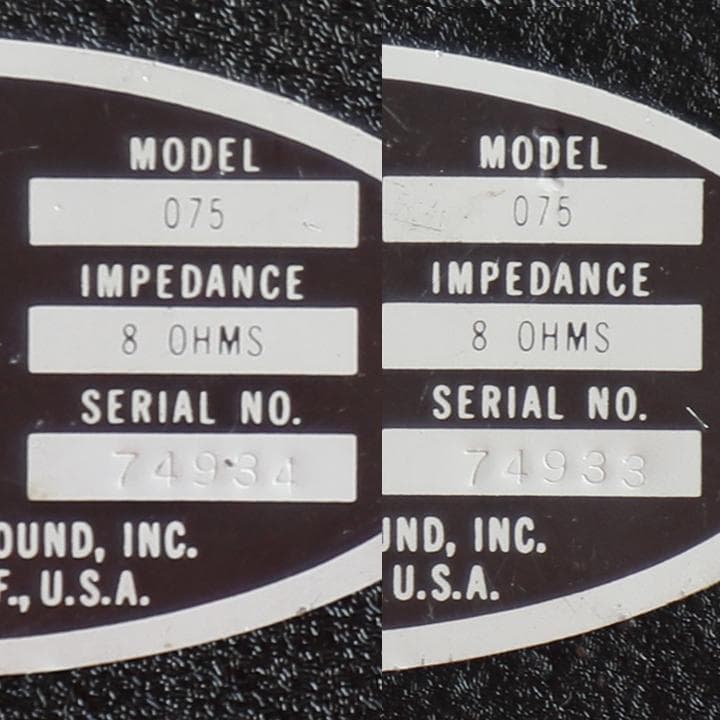 MODEL
075
IMPEDANCE
8 OHMS
SERIAL NO.
74934
OUND, INC.
F., U.S.A.
MODEL
075
IMPEDANCE
8 OHMS
SERIAL NO.
74933
UND, INC.
U.S.A.